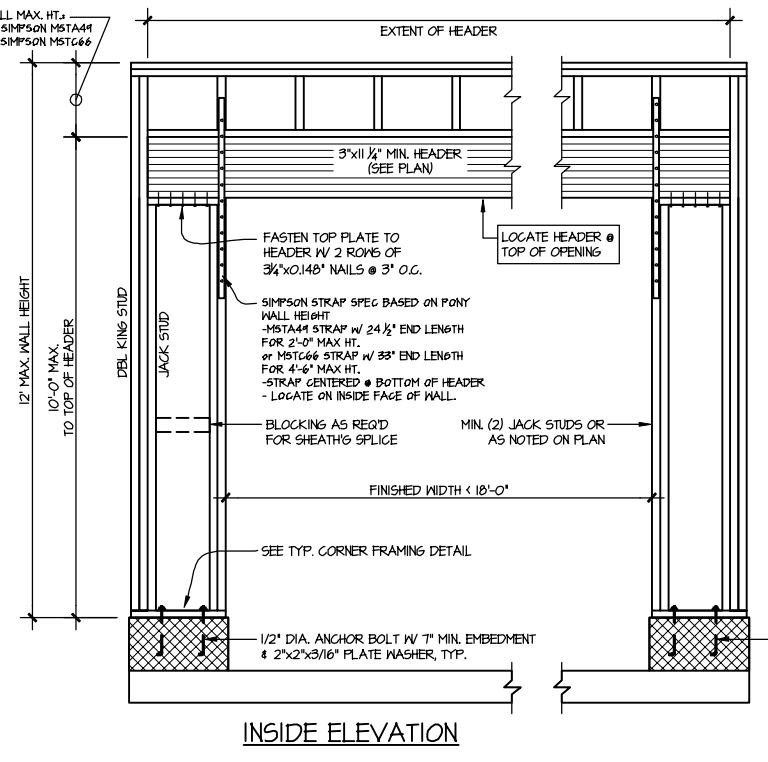 LL MAX. HT.:
SIMPSON MSTA49
SIMPSON MSTC66
EXTENT OF HEADER
3"x11 1/4" MIN. HEADER
(SEE PLAN)
FASTEN TOP PLATE TO
HEADER W/ 2 ROWS OF
3 1/4"x0.148" NAILS @ 3" O.C.
LOCATE HEADER @
TOP OF OPENING
SIMPSON STRAP SPEC BASED ON PONY
WALL HEIGHT
-MSTA49 STRAP W/ 24 1/2" END LENGTH
FOR 2'-0" MAX HT.
or MSTC66 STRAP W/ 33" END LENGTH
FOR 4'-6" MAX HT.
-STRAP CENTERED @ BOTTOM OF HEADER
- LOCATE ON INSIDE FACE OF WALL.
12' MAX. WALL HEIGHT
10'-0" MAX.
TO TOP OF HEADER
DBL KING STUD
JACK STUD
BLOCKING AS REQ'D
FOR SHEATH'G SPLICE
MIN. (2) JACK STUDS OR
AS NOTED ON PLAN
FINISHED WIDTH < 18'-0"
SEE TYP. CORNER FRAMING DETAIL
1/2" DIA. ANCHOR BOLT W/ 7" MIN. EMBEDMENT
& 2"x2"x3/16" PLATE WASHER, TYP.
INSIDE ELEVATION